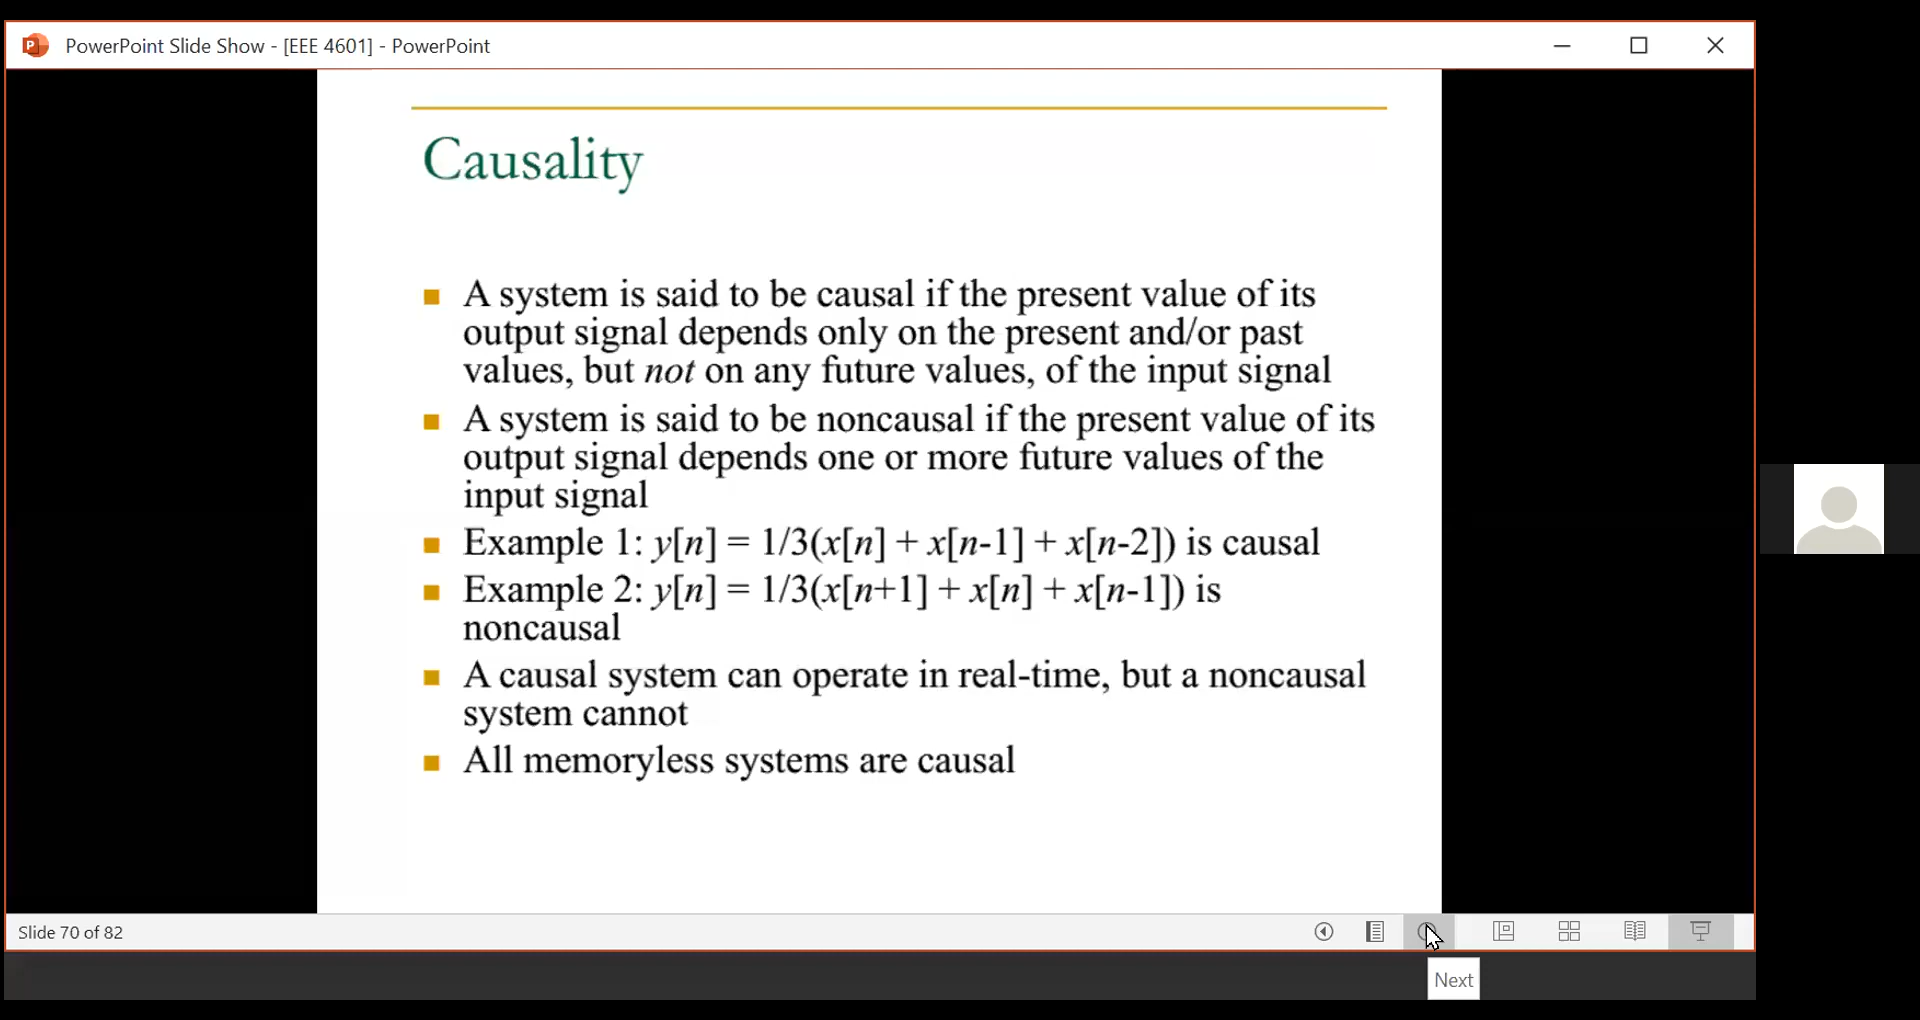 PowerPoint Slide Show - [EEE 4601] - PowerPoint
Causality
A system is said to be causal if the present value of its
output signal depends only on the present and/or past
values, but not on any future values, of the input signal
A system is said to be noncausal if the present value of its
output signal depends one or more future values of the
input signal
Example 1: y[n] = 1/3(x[n] + x[n-1] + x[n-2]) is causal
Example 2: y[n] = 1/3(x[n+1] + x[n] + x[n-1]) is
noncausal
A causal system can operate in real-time, but a noncausal
system cannot
All memoryless systems are causal
Slide 70 of 82
Next